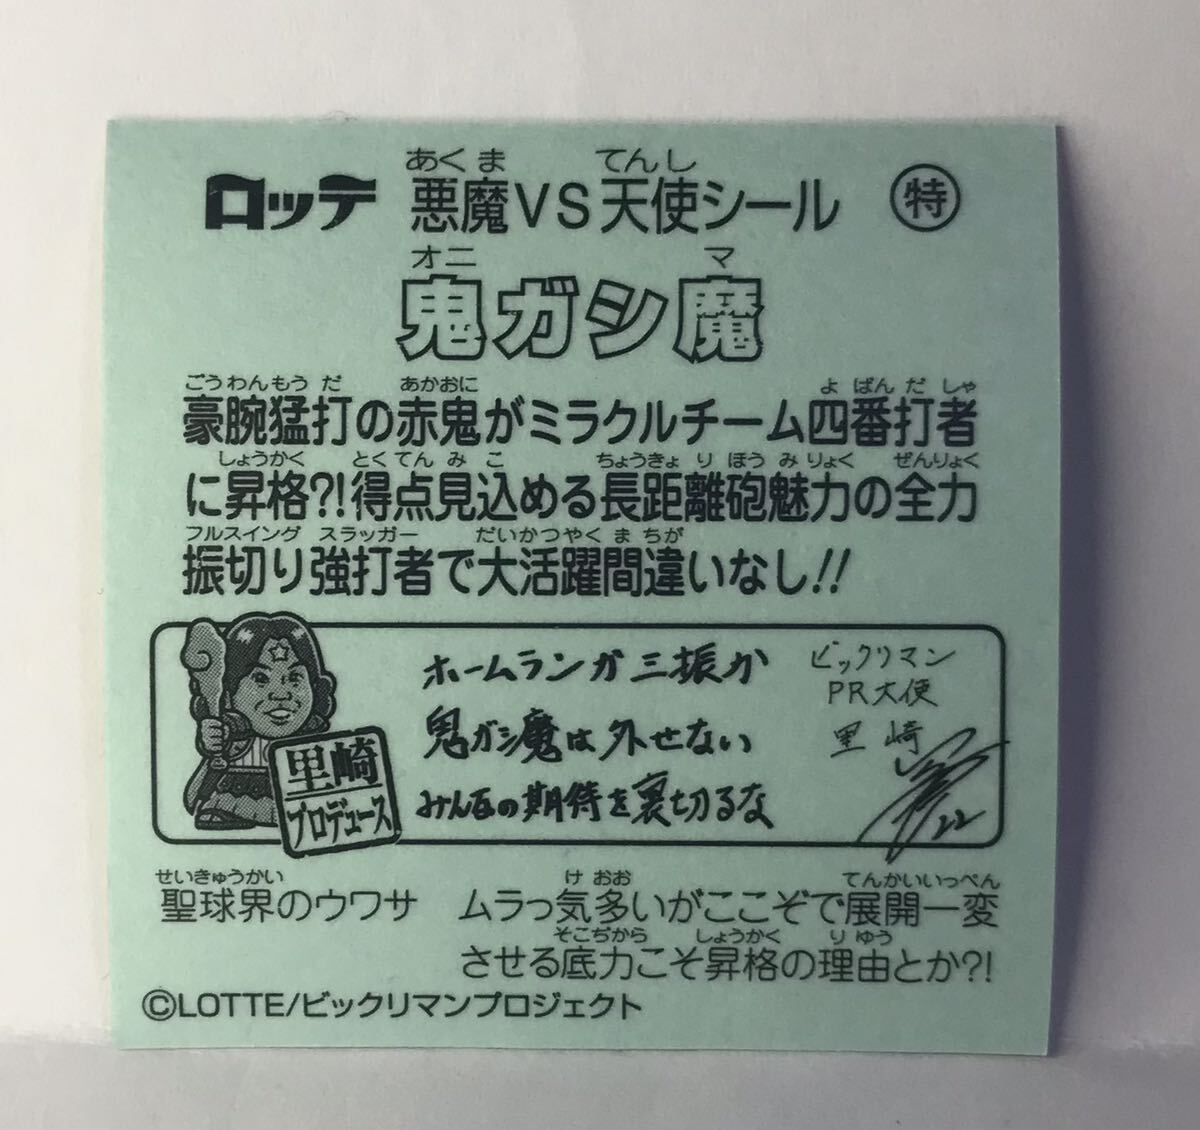 ロッテ 悪魔VS天使シール 特
あくま てんし
鬼ガシ魔
オニ マ
ごうわんもうだ あかおに よばんだしゃ
豪腕猛打の赤鬼がミラクルチーム四番打者
しょうかく とくてんみこ ちょうきょりほうみりょく ぜんりょく
に昇格?!得点見込める長距離砲魅力の全力
フルスイング スラッガー だいかつやくまちが
振切り強打者で大活躍間違いなし!!
里崎
プロデュース
ホームランか三振か
鬼ガシ魔は外せない
みんなの期待を裏切るな
ビックリマン
PR大使
里崎
22
せいきゅうかい け おお てんかいいっぺん
聖球界のウワサ ムラっ気多いがここぞで展開一変
そこぢから しょうかく りゆう
させる底力こそ昇格の理由とか?!
©LOTTE/ビックリマンプロジェクト